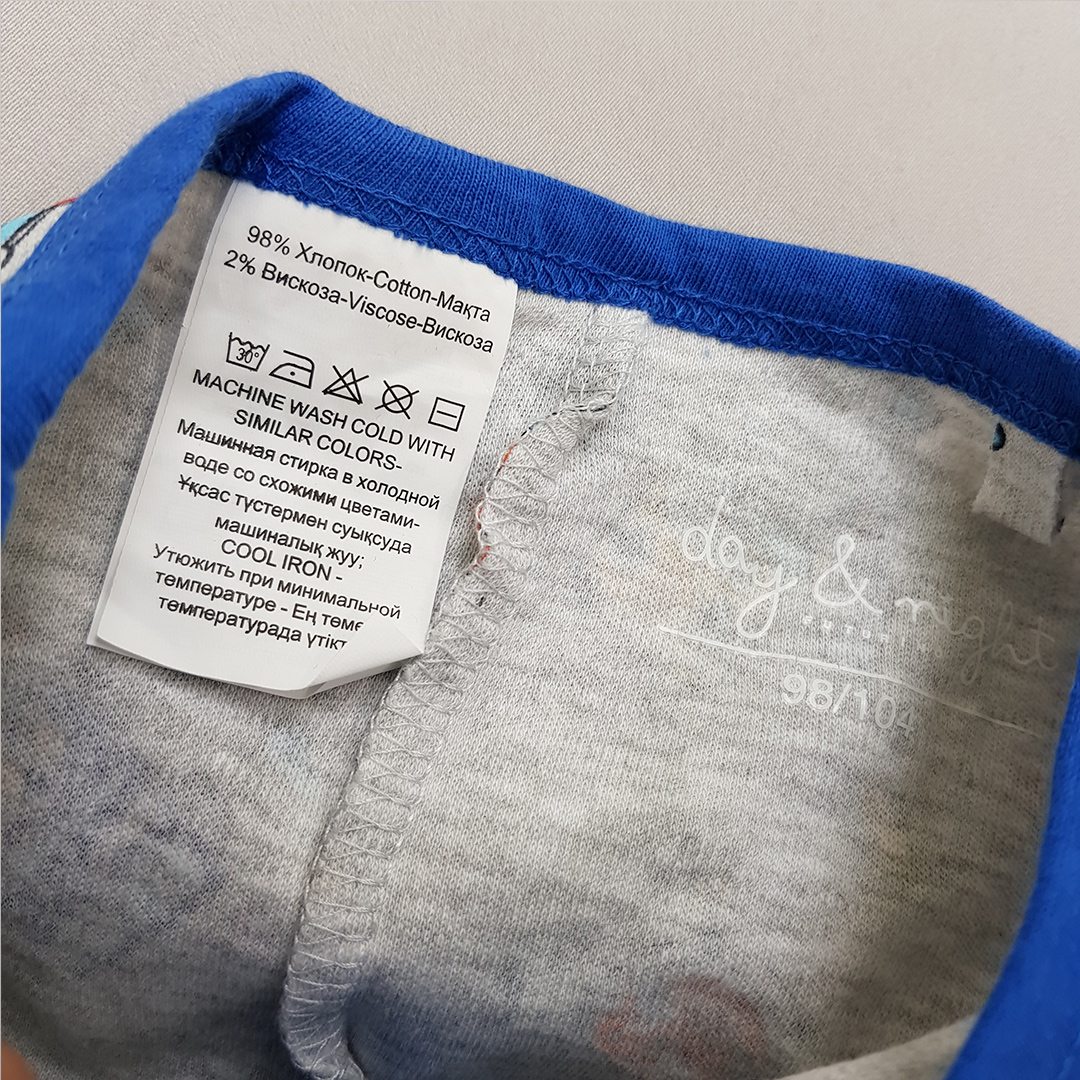 98% Хлопок-Cotton-Мақта
2% Вискоза-Viscose-Вискоза
30°
MACHINE WASH COLD WITH
SIMILAR COLORS-
Машинная стирка в холодной
воде со схожими цветами-
Ұқсас түстермен суықсуда
машиналық жуу;
COOL IRON -
Утюжить при минимальной
температуре - Ең
температурада
day & night
98/104